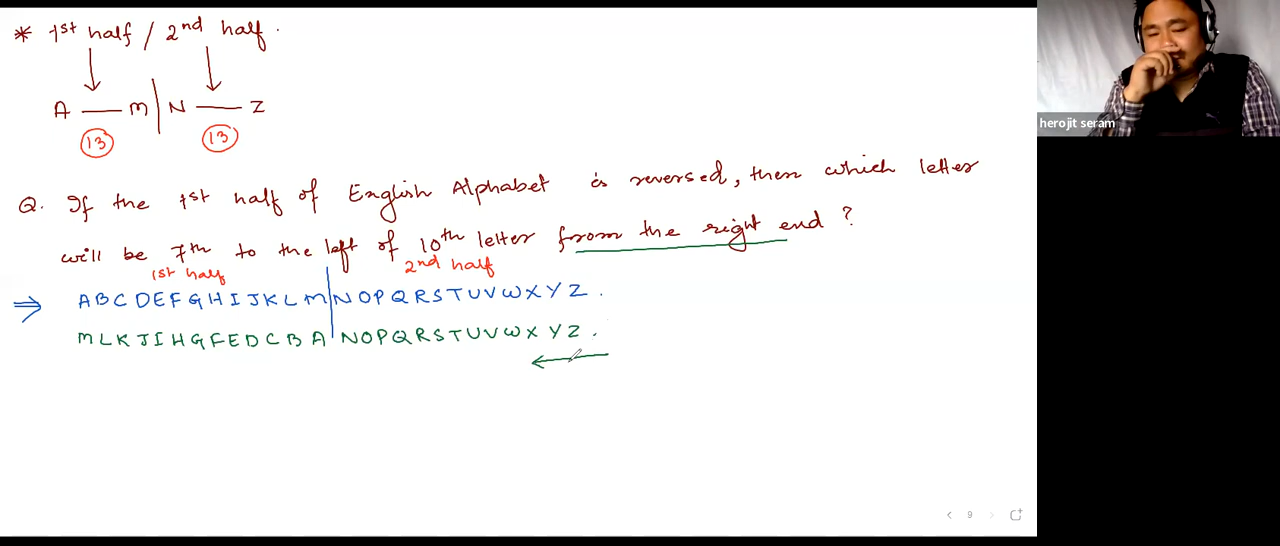 * 1st half / 2nd half.
A — M | N — Z
13 13
Q. If the 1st half of English Alphabet is reversed, then which letter
will be 7th to the left of 10th letter from the right end ?
1st half 2nd half
⇒ A B C D E F G H I J K L M | N O P Q R S T U V W X Y Z .
M L K J I H G F E D C B A | N O P Q R S T U V W X Y Z .
herojit seram
9